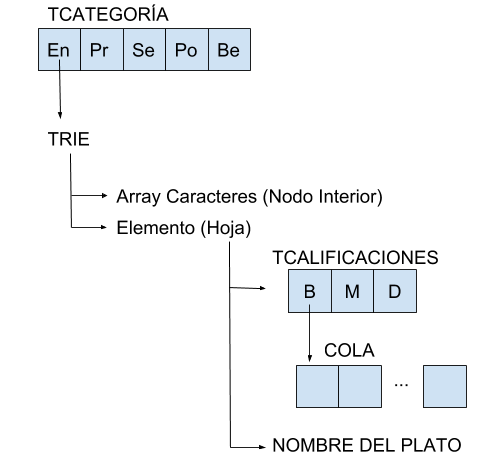 TCATEGORÍA
En Pr Se Po Be
TRIE
Array Caracteres (Nodo Interior)
Elemento (Hoja)
TCALIFICACIONES
B M D
COLA
...
NOMBRE DEL PLATO